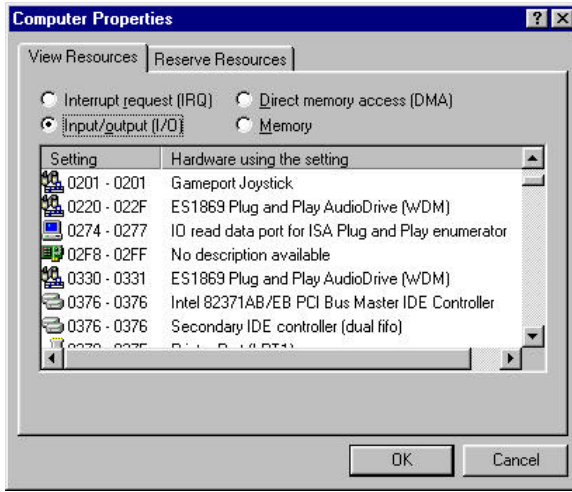 Computer Properties
View Resources Reserve Resources
Interrupt request (IRQ) Direct memory access (DMA)
Input/output (I/O) Memory
Setting Hardware using the setting
0201 - 0201 Gameport Joystick
0220 - 022F ES1869 Plug and Play AudioDrive (WDM)
0274 - 0277 IO read data port for ISA Plug and Play enumerator
02F8 - 02FF No description available
0330 - 0331 ES1869 Plug and Play AudioDrive (WDM)
0376 - 0376 Intel 82371AB/EB PCI Bus Master IDE Controller
0376 - 0376 Secondary IDE controller (dual fifo)
OK Cancel